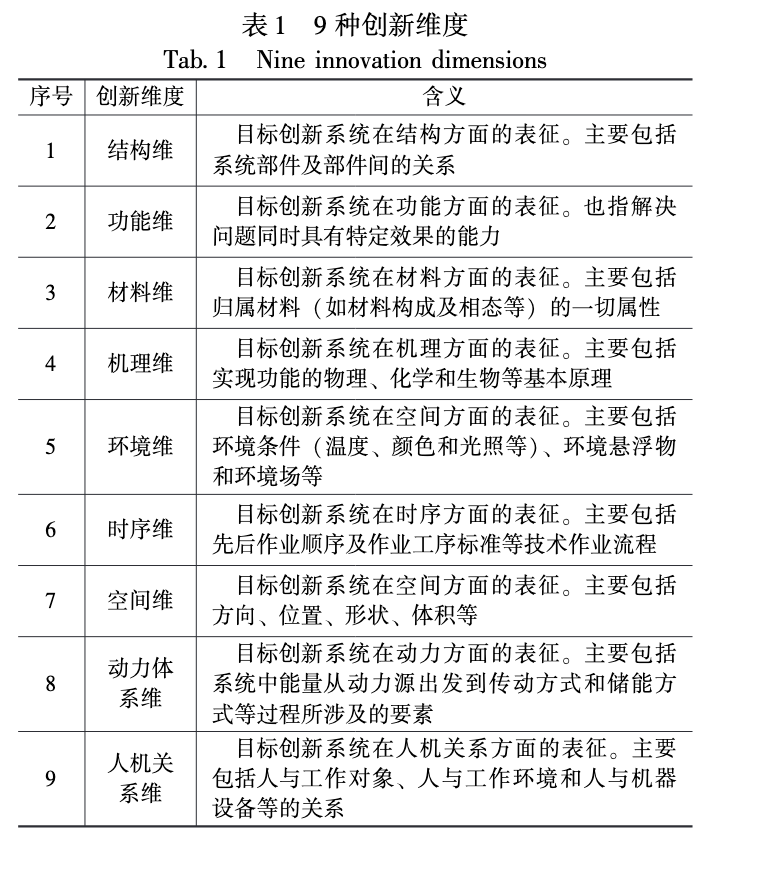 表1 9种创新维度
Tab. 1 Nine innovation dimensions
序号 创新维度 含义
1 结构维 目标创新系统在结构方面的表征。主要包括
系统部件及部件间的关系
2 功能维 目标创新系统在功能方面的表征。也指解决
问题同时具有特定效果的能力
3 材料维 目标创新系统在材料方面的表征。主要包括
归属材料(如材料构成及相态等)的一切属性
4 机理维 目标创新系统在机理方面的表征。主要包括
实现功能的物理、化学和生物等基本原理
5 环境维 目标创新系统在空间方面的表征。主要包括
环境条件(温度、颜色和光照等)、环境悬浮物
和环境场等
6 时序维 目标创新系统在时序方面的表征。主要包括
先后作业顺序及作业工序标准等技术作业流程
7 空间维 目标创新系统在空间方面的表征。主要包括
方向、位置、形状、体积等
8 动力体
系维 目标创新系统在动力方面的表征。主要包括
系统中能量从动力源出发到传动方式和储能方
式等过程所涉及的要素
9 人机关
系维 目标创新系统在人机关系方面的表征。主要
包括人与工作对象、人与工作环境和人与机器
设备等的关系